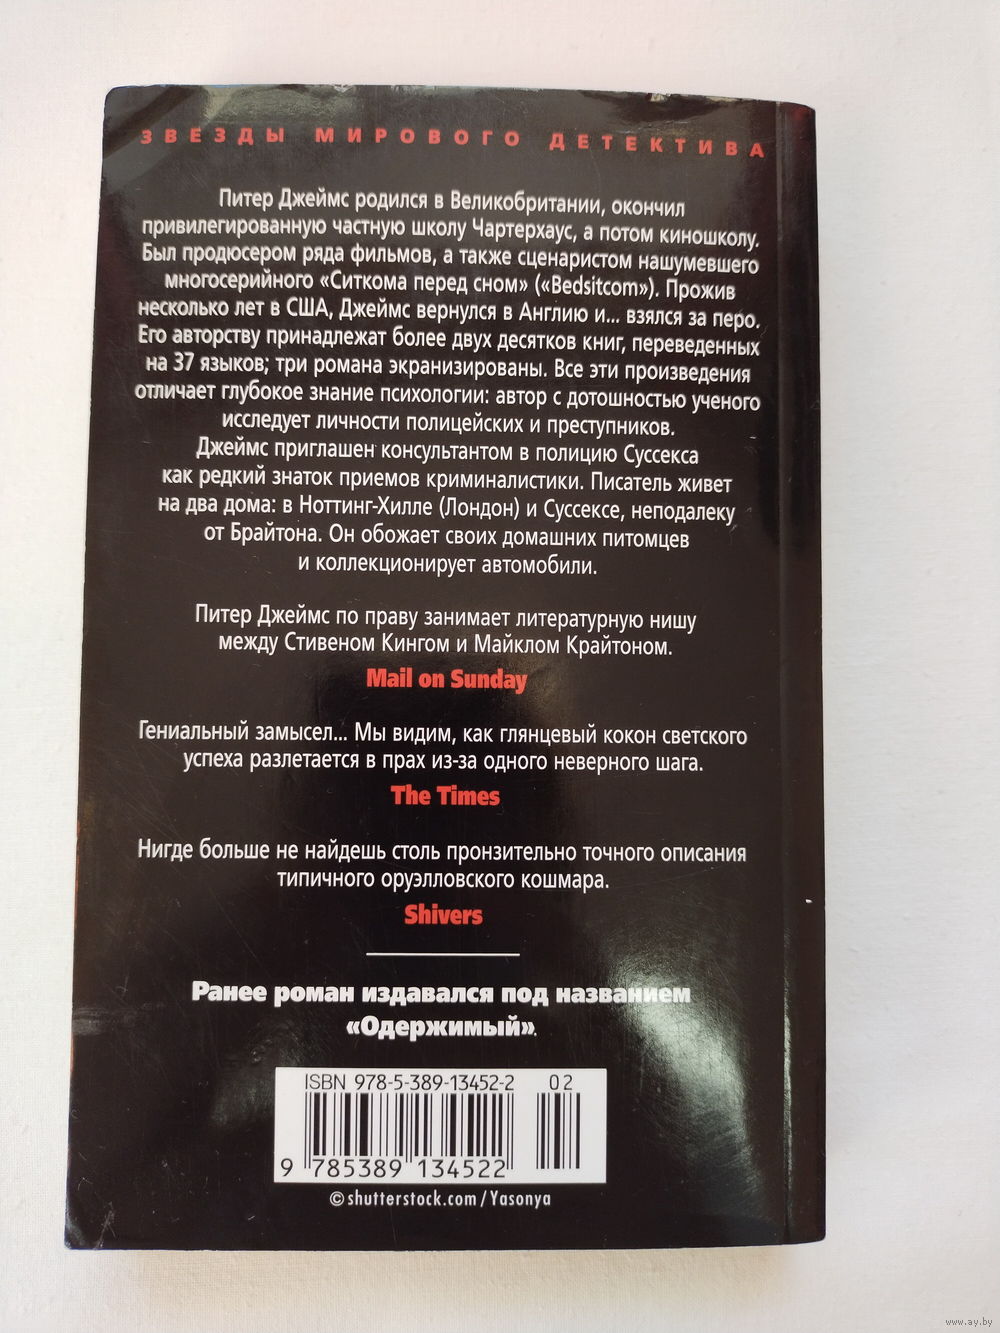 ЗВЕЗДЫ МИРОВОГО ДЕТЕКТИВА
Питер Джеймс родился в Великобритании, окончил
привилегированную частную школу Чартерхаус, а потом киношколу.
Был продюсером ряда фильмов, а также сценаристом нашумевшего
многосерийного «Ситкома перед сном» («Bedsitcom»). Прожив
несколько лет в США, Джеймс вернулся в Англию и... взялся за перо.
Его авторству принадлежат более двух десятков книг, переведенных
на 37 языков; три романа экранизированы. Все эти произведения
отличает глубокое знание психологии: автор с дотошностью ученого
исследует личности полицейских и преступников.
Джеймс приглашен консультантом в полицию Суссекса
как редкий знаток приемов криминалистики. Писатель живет
на два дома: в Ноттинг-Хилле (Лондон) и Суссексе, неподалеку
от Брайтона. Он обожает своих домашних питомцев
и коллекционирует автомобили.
Питер Джеймс по праву занимает литературную нишу
между Стивеном Кингом и Майклом Крайтоном.
Mail on Sunday
Гениальный замысел... Мы видим, как глянцевый кокон светского
успеха разлетается в прах из-за одного неверного шага.
The Times
Нигде больше не найдешь столь пронзительно точного описания
типичного оруэлловского кошмара.
Shivers
Ранее роман издавался под названием
«Одержимый».
ISBN 978-5-389-13452-2 02
9 785389 134522
© shutterstock.com / Yasonya
www.ay.by